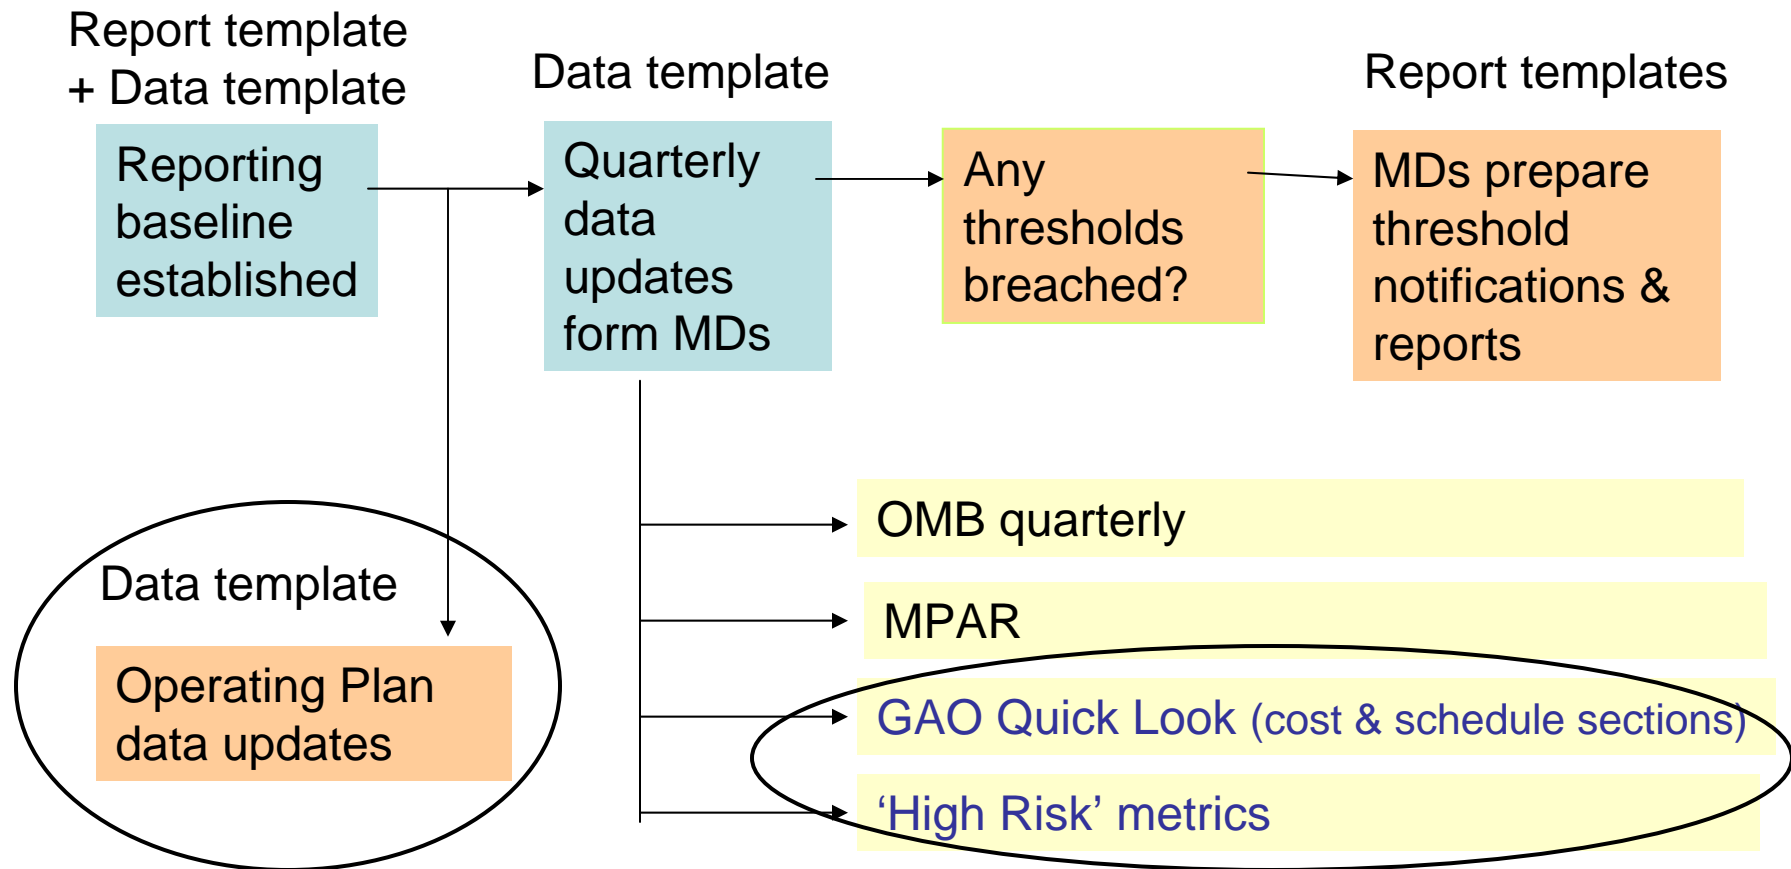 Report template
+ Data template
Data template
Report templates
Reporting
baseline
established
Quarterly
data
updates
form MDs
Any
thresholds
breached?
MDs prepare
threshold
notifications &
reports
OMB quarterly
MPAR
GAO Quick Look (cost & schedule sections)
‘High Risk’ metrics
Data template
Operating Plan
data updates